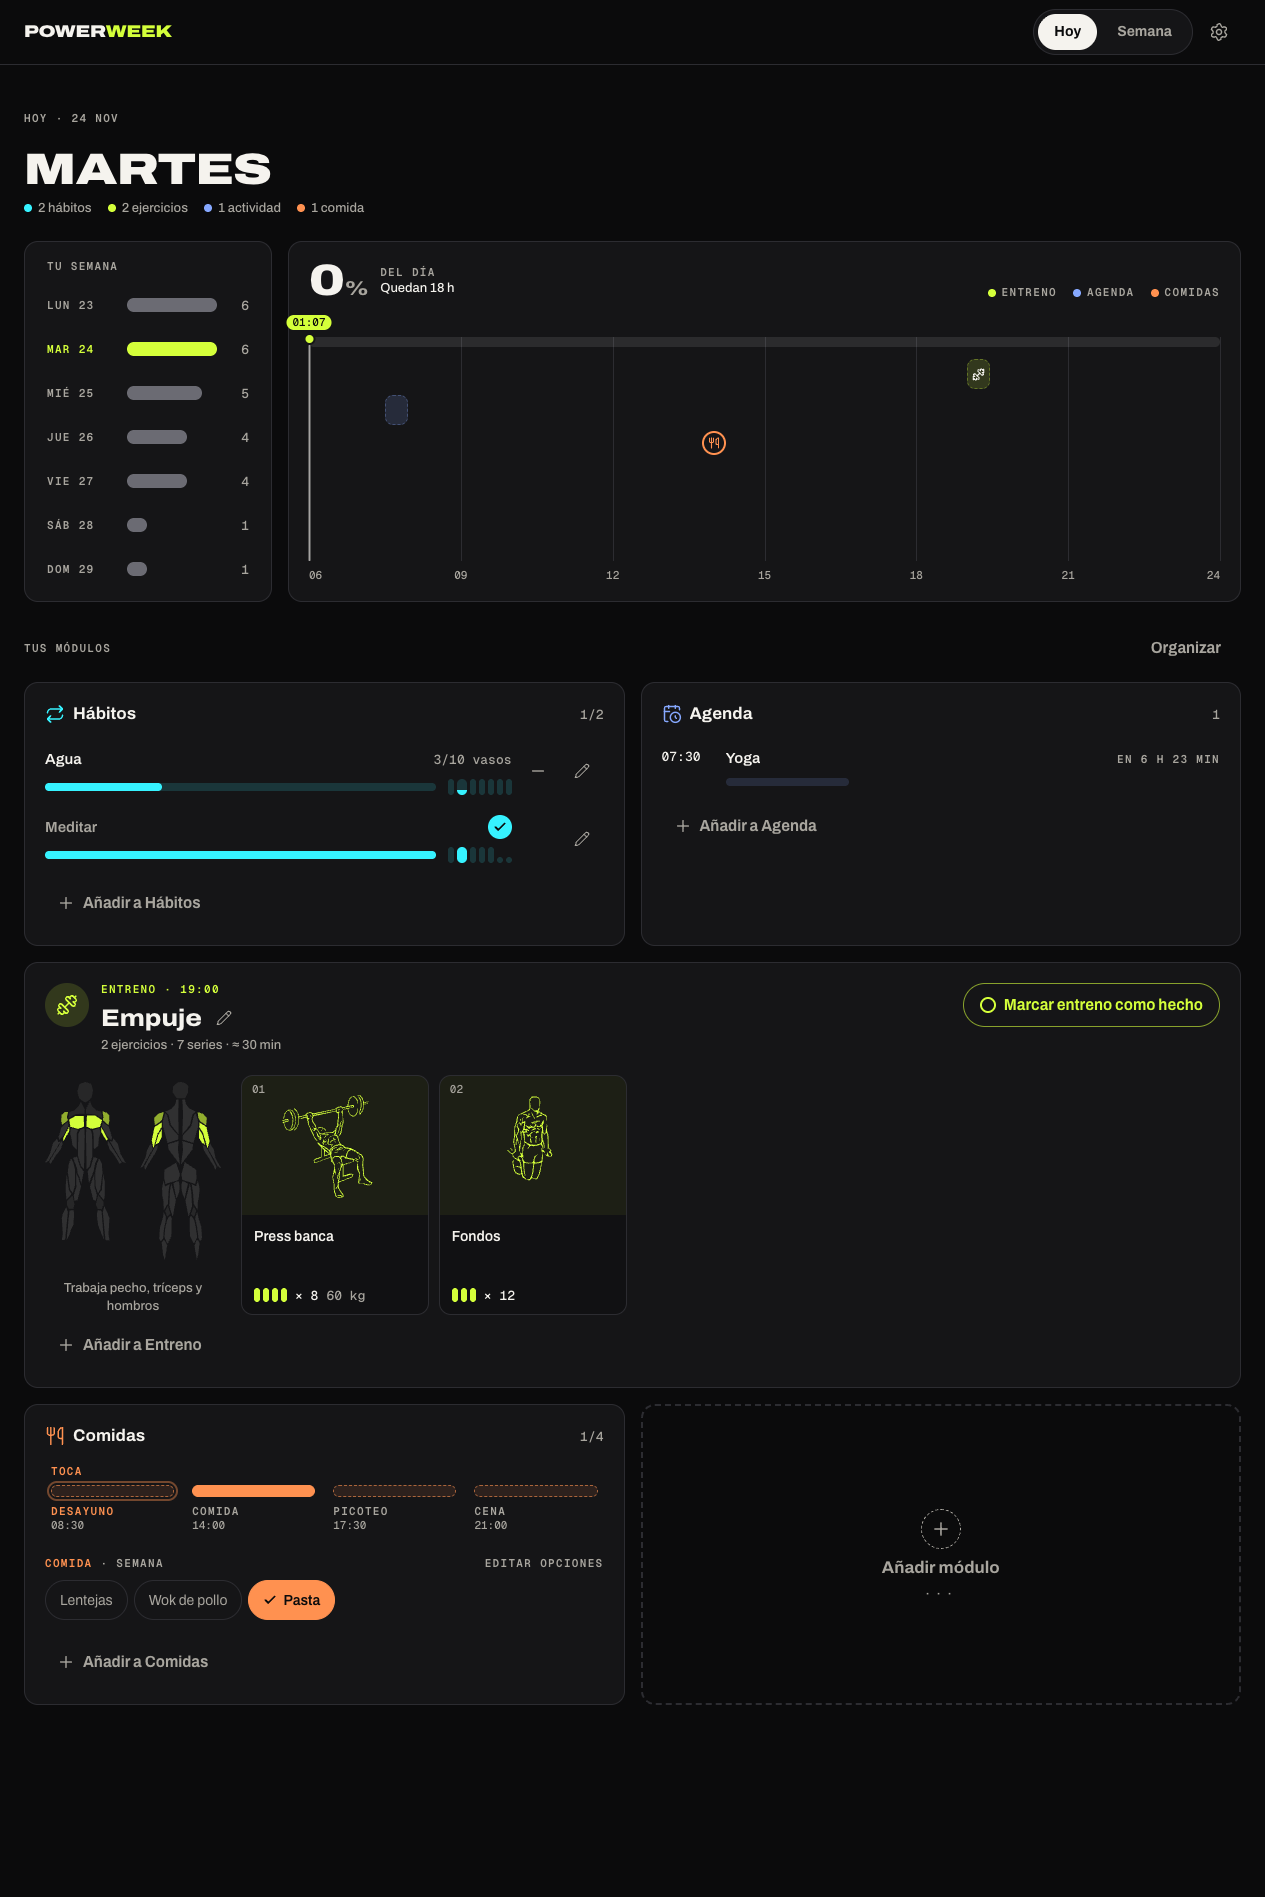 POWERWEEK
Hoy
Semana
HOY · 24 NOV
MARTES
2 hábitos
2 ejercicios
1 actividad
1 comida
TU SEMANA
LUN 23 6
MAR 24 6
MIÉ 25 5
JUE 26 4
VIE 27 4
SÁB 28 1
DOM 29 1
0%
DEL DÍA
Quedan 18 h
ENTRENO
AGENDA
COMIDAS
01:07
06 09 12 15 18 21 24
TUS MÓDULOS
Organizar
Hábitos
1/2
Agua
3/10 vasos
Meditar
Añadir a Hábitos
Agenda
1
07:30
Yoga
EN 6 H 23 MIN
Añadir a Agenda
ENTRENO · 19:00
Empuje
2 ejercicios · 7 series · ≈ 30 min
Marcar entreno como hecho
Trabaja pecho, tríceps y
hombros
01
Press banca
× 8 60 kg
02
Fondos
× 12
Añadir a Entreno
Comidas
1/4
TOCA
DESAYUNO
08:30
COMIDA
14:00
PICOTEO
17:30
CENA
21:00
COMIDA · SEMANA
EDITAR OPCIONES
Lentejas
Wok de pollo
Pasta
Añadir a Comidas
Añadir módulo
· · ·